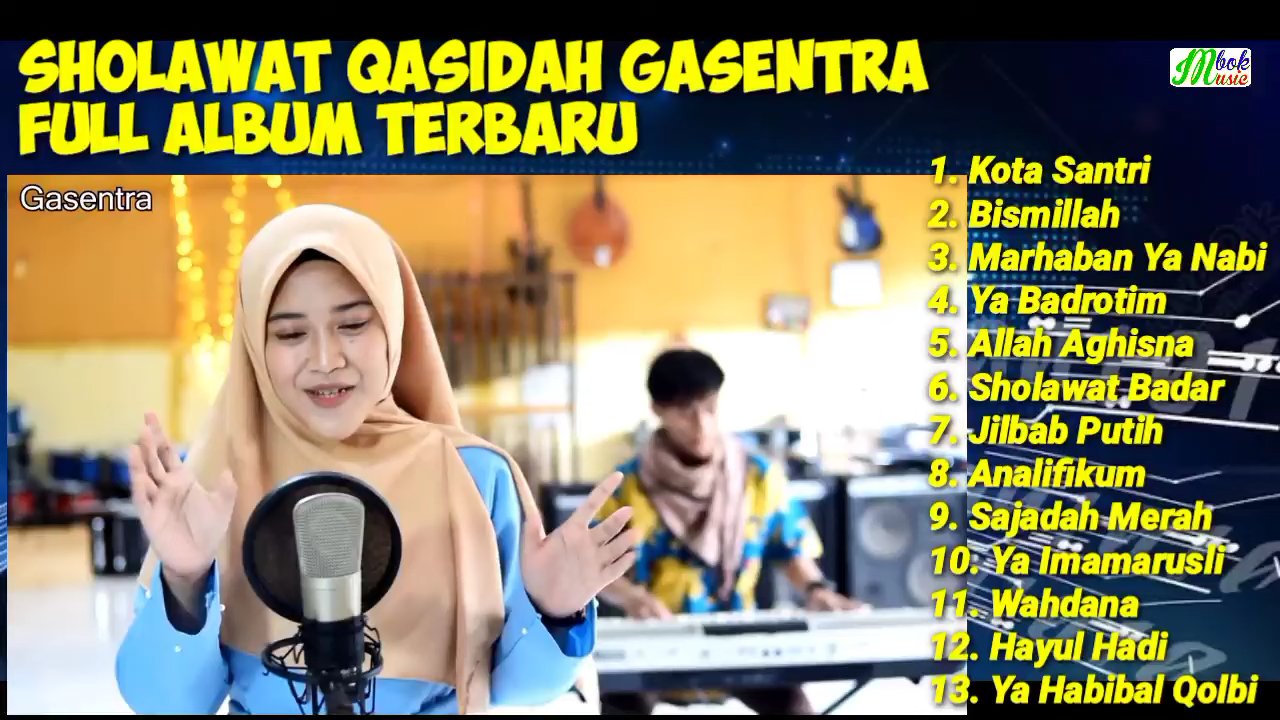 SHOLAWAT QASIDAH GASENTRA
FULL ALBUM TERBARU
Mbok
Music
Gasentra
1. Kota Santri
2. Bismillah
3. Marhaban Ya Nabi
4. Ya Badrotim
5. Allah Aghisna
6. Sholawat Badar
7. Jilbab Putih
8. Analifikum
9. Sajadah Merah
10. Ya Imamarusli
11. Wahdana
12. Hayul Hadi
13. Ya Habibal Qolbi